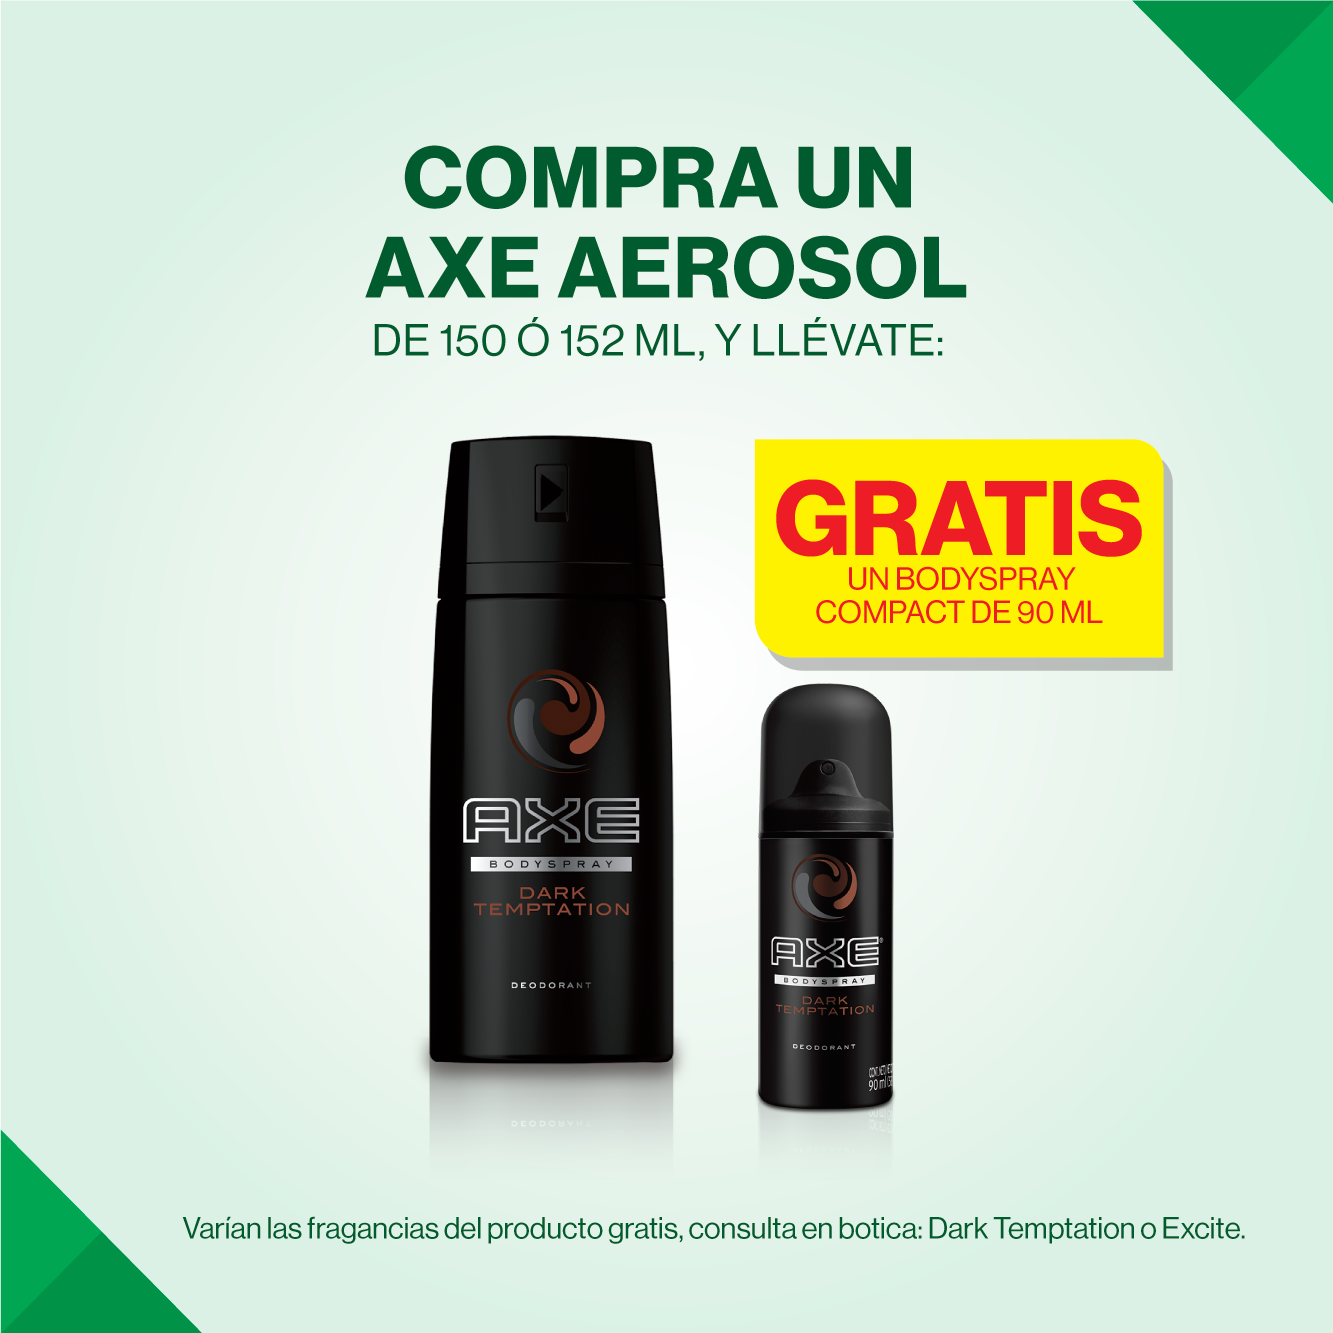 COMPRA UN
AXE AEROSOL
DE 150 Ó 152 ML, Y LLÉVATE:
GRATIS
UN BODYSPRAY
COMPACT DE 90 ML
AXE
BODYSPRAY
DARK
TEMPTATION
DEODORANT
AXE®
BODYSPRAY
DARK
TEMPTATION
DEODORANT
90 ml
Varían las fragancias del producto gratis, consulta en botica: Dark Temptation o Excite.